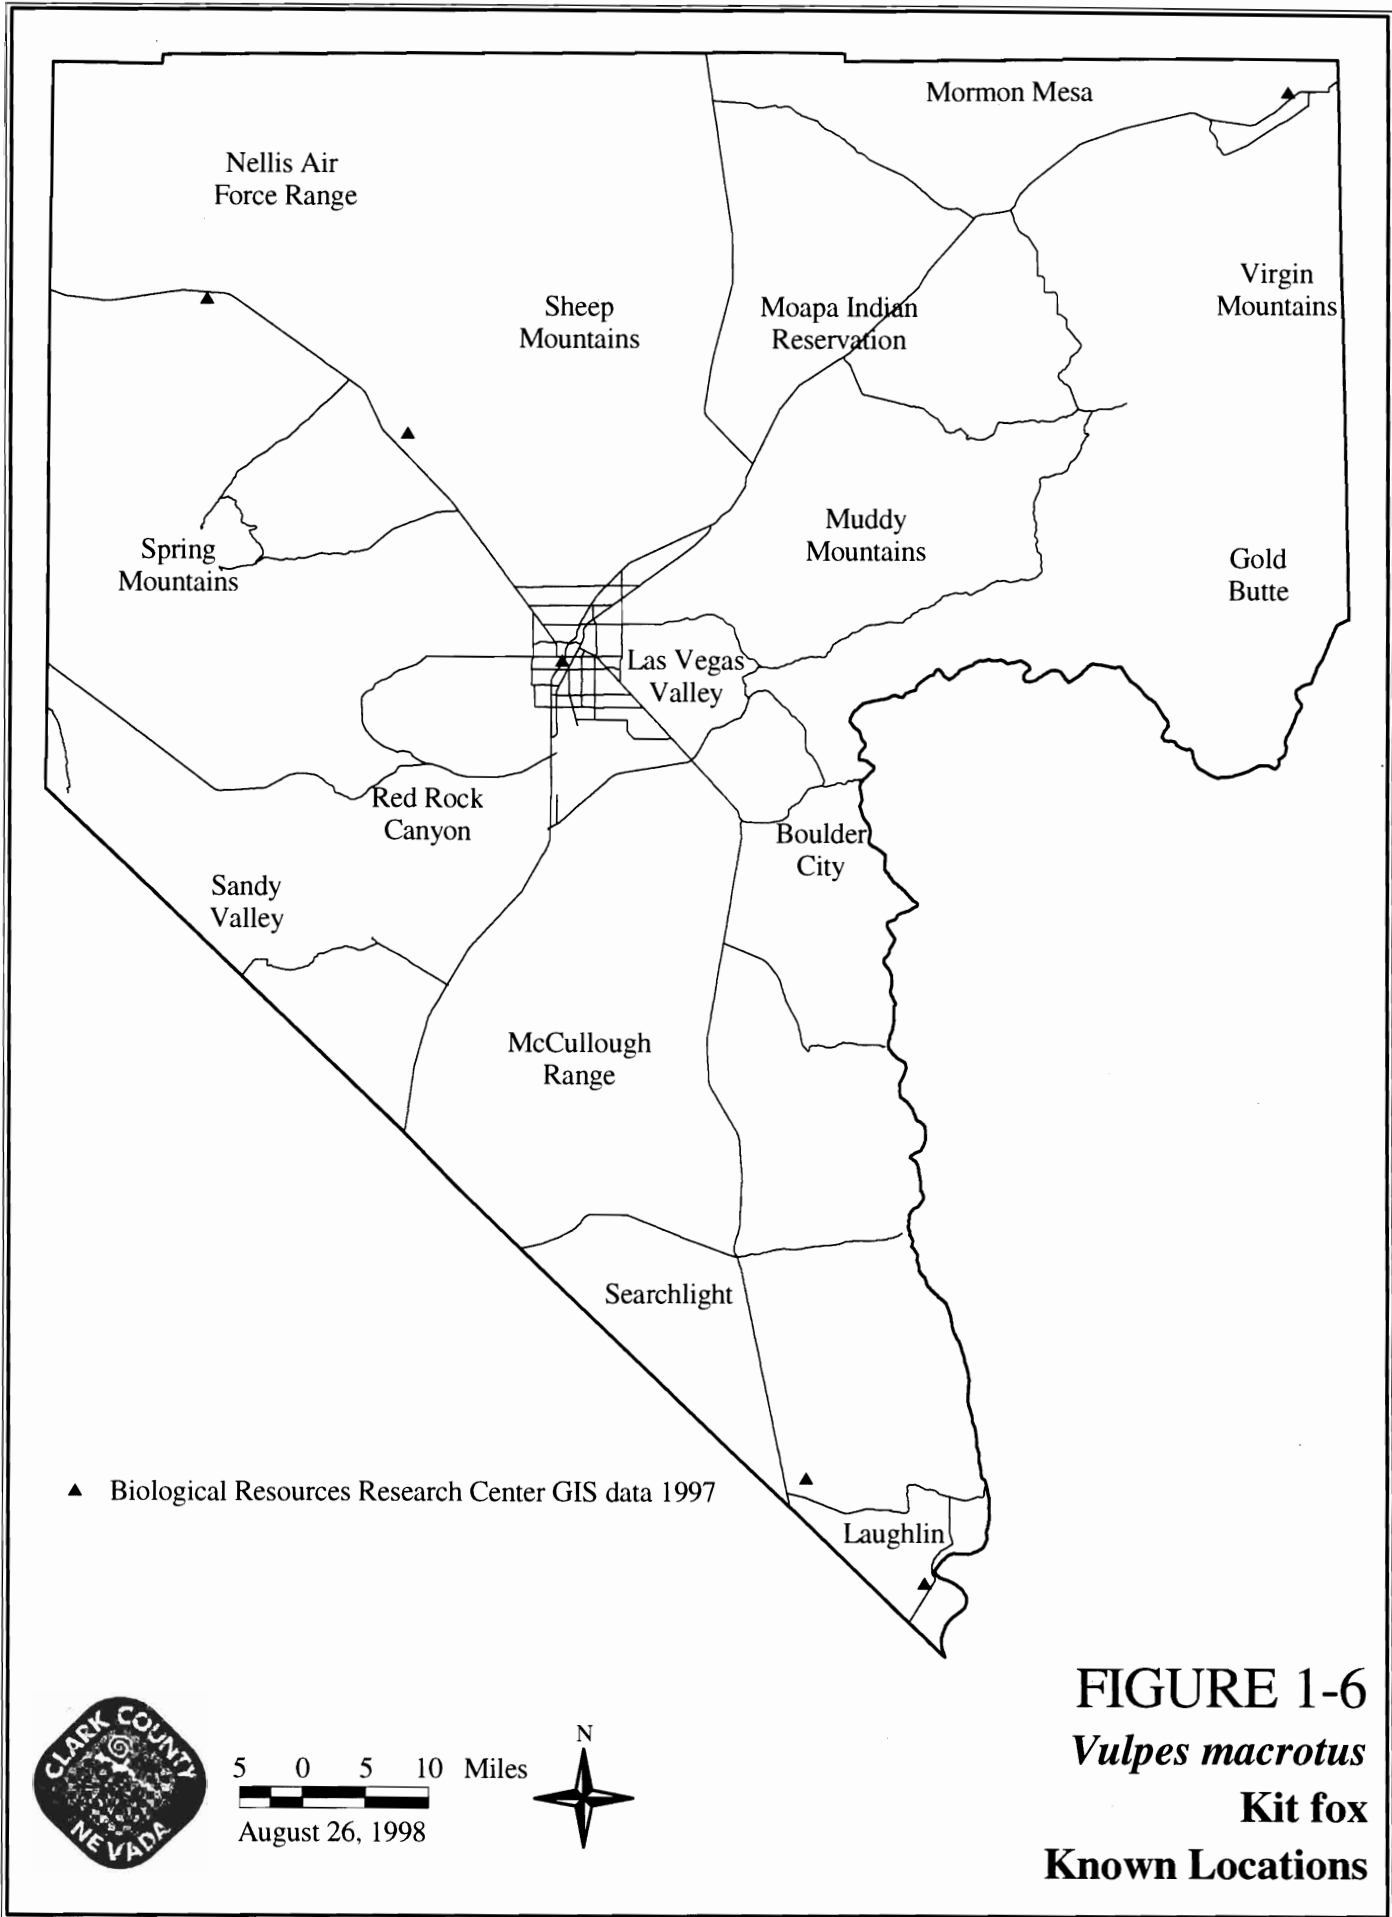 Mormon Mesa
Nellis Air
Force Range
Virgin
Mountains
Sheep
Mountains
Moapa Indian
Reservation
Muddy
Mountains
Spring
Mountains
Gold
Butte
Las Vegas
Valley
Red Rock
Canyon
Boulder
City
Sandy
Valley
McCullough
Range
Searchlight
Biological Resources Research Center GIS data 1997
Laughlin
FIGURE 1-6
Vulpes macrotus
Kit fox
Known Locations
CLARK COUNTY
NEVADA
5 0 5 10 Miles
August 26, 1998
N